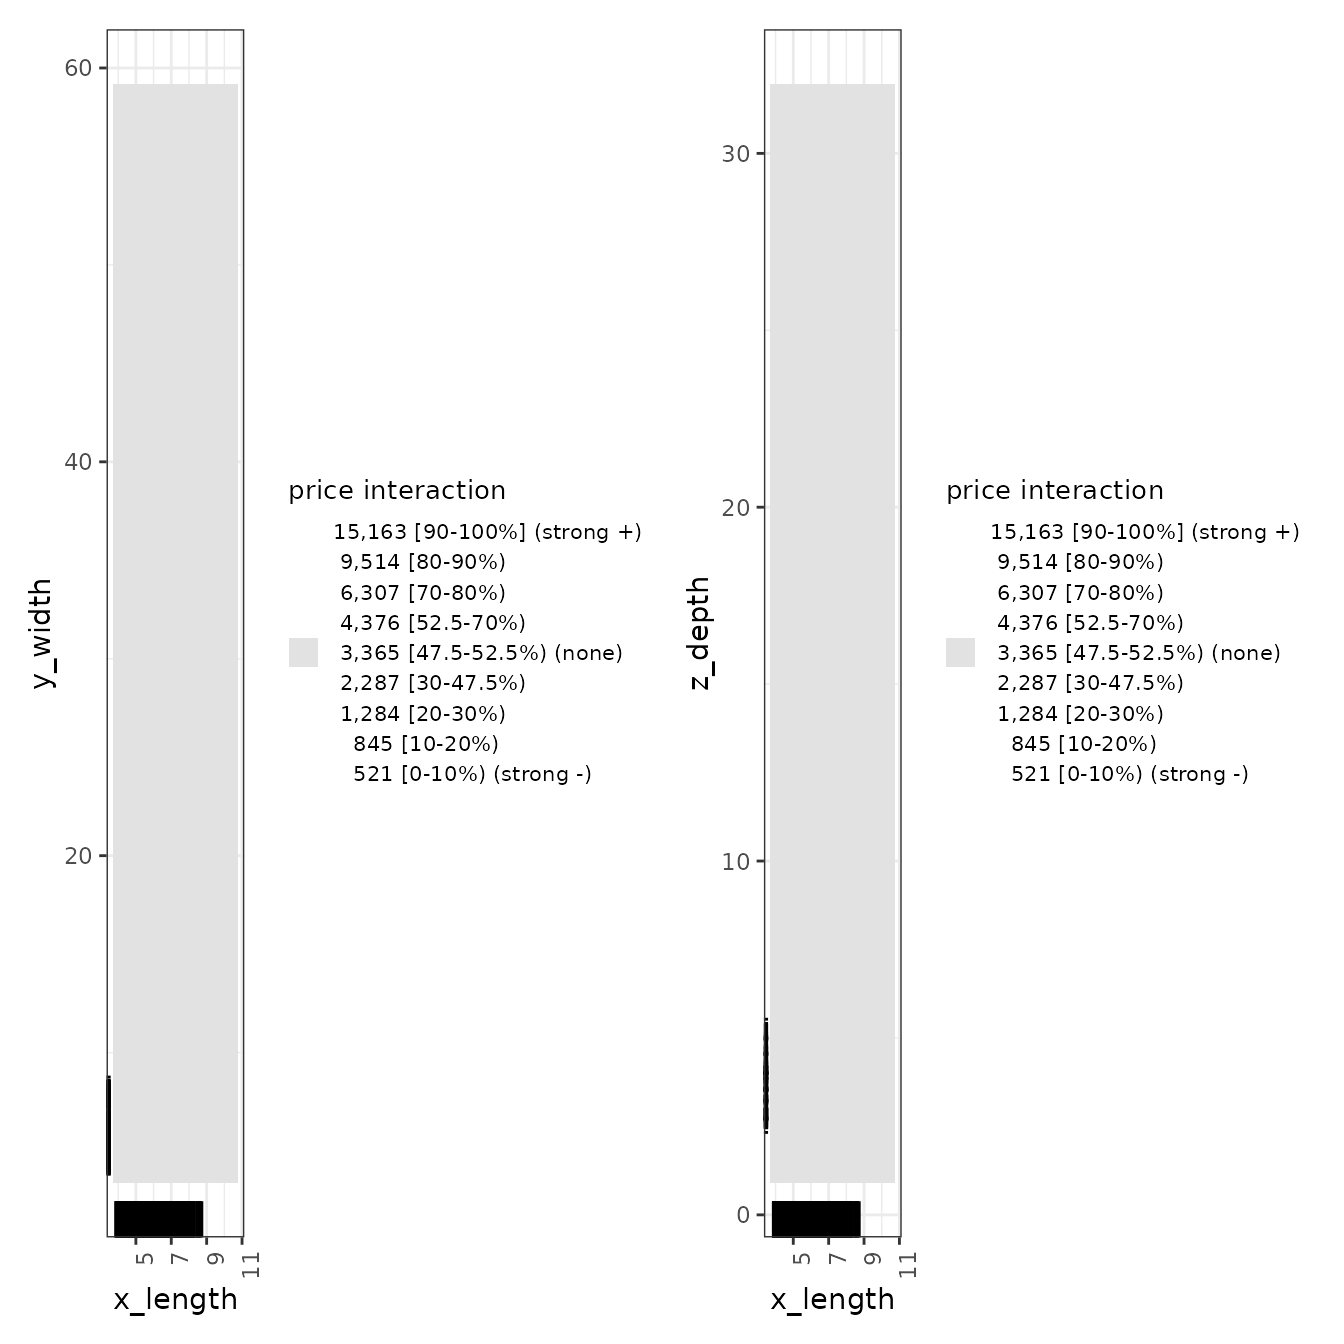 60
40
20
y_width
5
7
9
11
x_length
price interaction
15,163 [90-100%] (strong +)
9,514 [80-90%)
6,307 [70-80%)
4,376 [52.5-70%)
3,365 [47.5-52.5%) (none)
2,287 [30-47.5%)
1,284 [20-30%)
845 [10-20%)
521 [0-10%) (strong -)
30
20
10
0
z_depth
5
7
9
11
x_length
price interaction
15,163 [90-100%] (strong +)
9,514 [80-90%)
6,307 [70-80%)
4,376 [52.5-70%)
3,365 [47.5-52.5%) (none)
2,287 [30-47.5%)
1,284 [20-30%)
845 [10-20%)
521 [0-10%) (strong -)